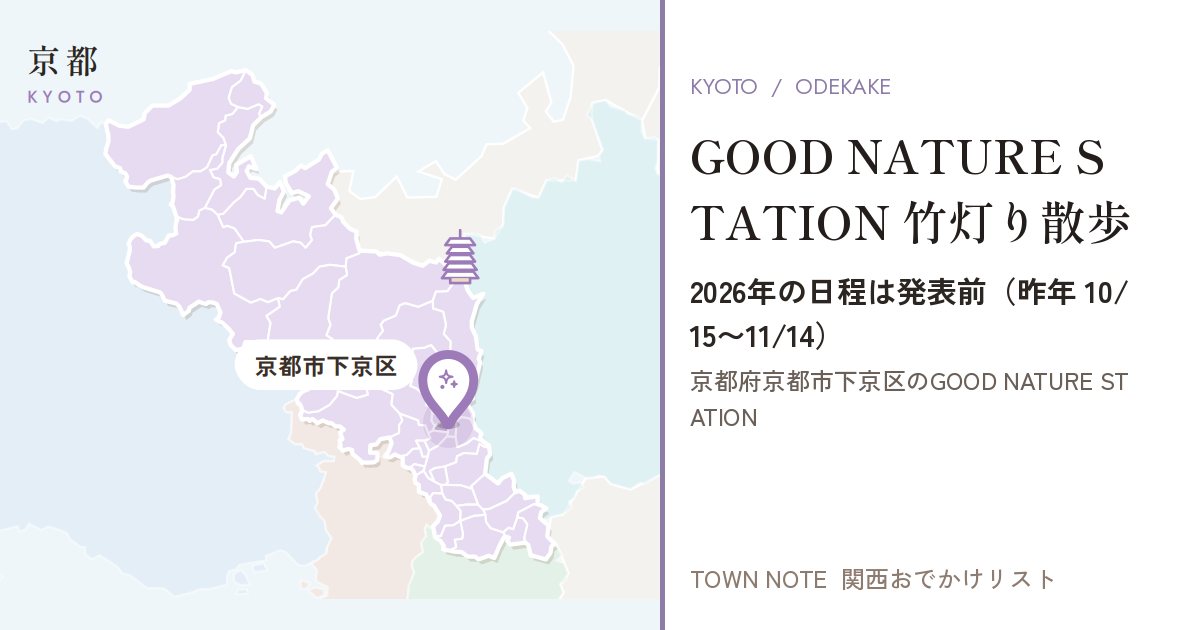 京都
KYOTO
京都市下京区
KYOTO / ODEKAKE
GOOD NATURE S
TATION 竹灯り散歩
2026年の日程は発表前（昨年 10/
15〜11/14）
京都府京都市下京区のGOOD NATURE ST
ATION
TOWN NOTE 関西おでかけリスト